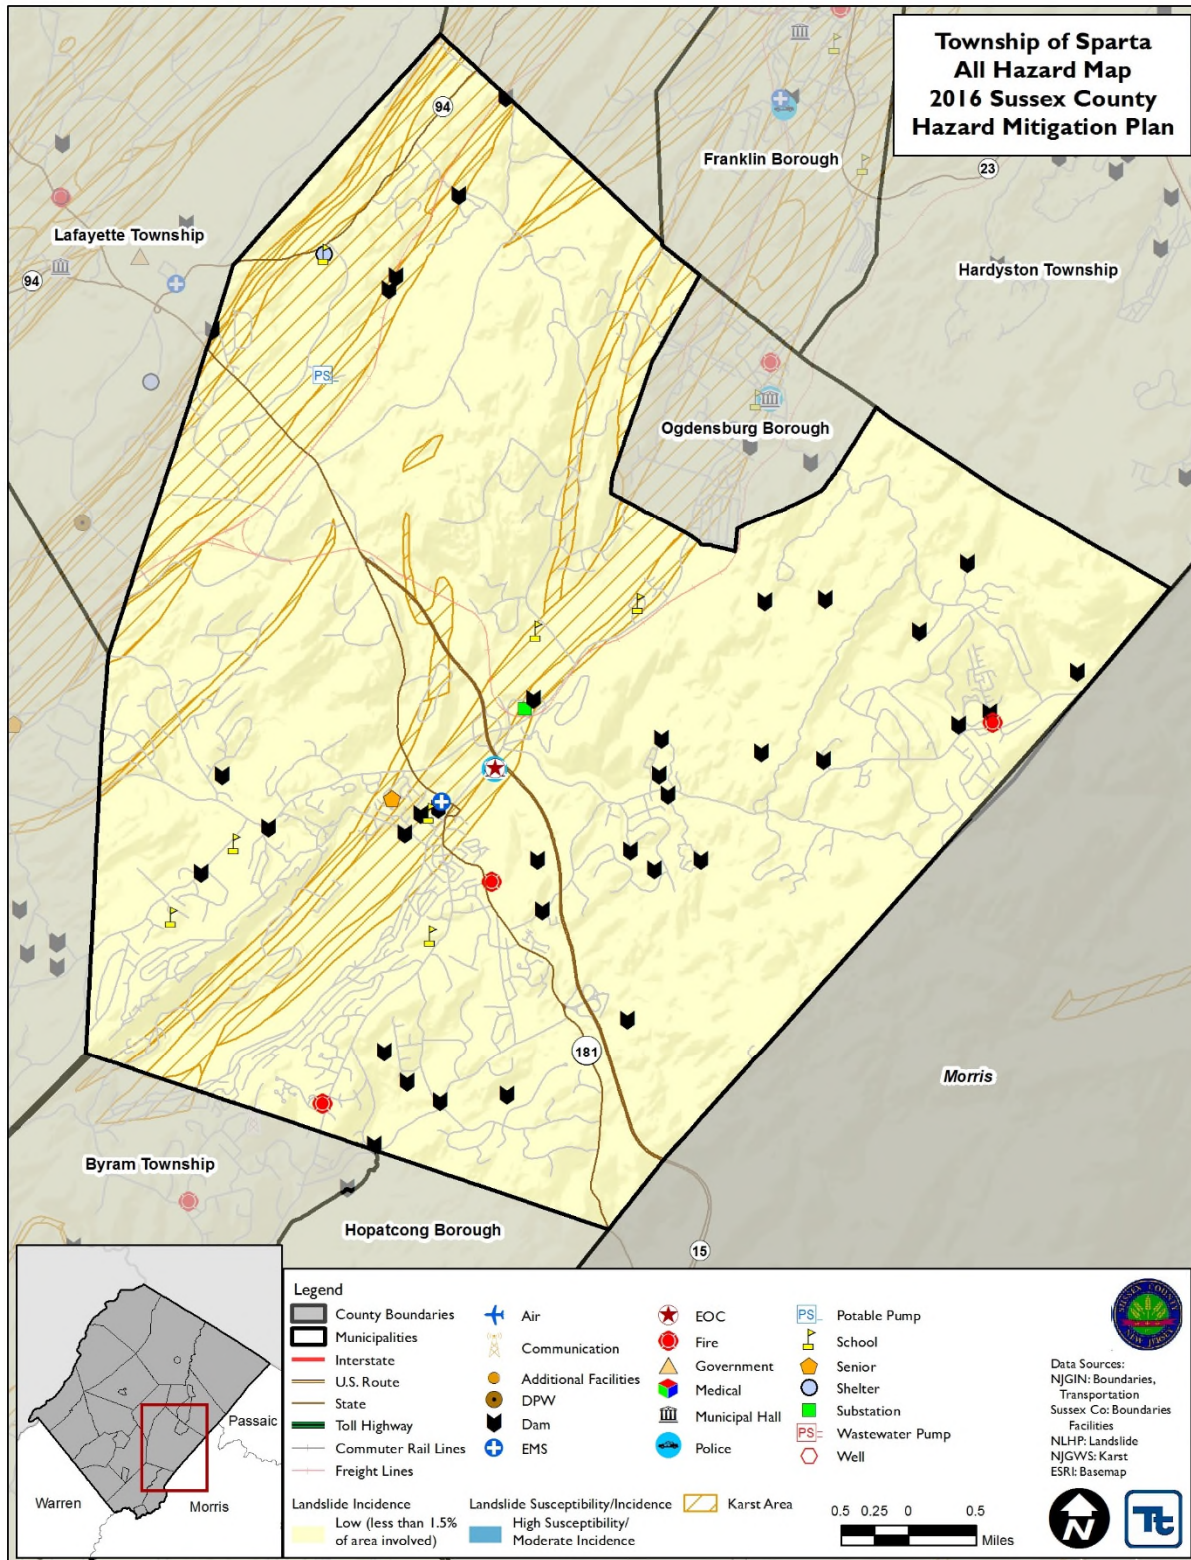 Township of Sparta
All Hazard Map
2016 Sussex County
Hazard Mitigation Plan
94
Franklin Borough
23
Lafayette Township
94
Hardyston Township
PS
Ogdensburg Borough
181
Morris
Byram Township
Hopatcong Borough
15
Passaic
Warren
Morris
Legend
County Boundaries
Municipalities
Interstate
U.S. Route
State
Toll Highway
Commuter Rail Lines
Freight Lines
Air
Communication
Additional Facilities
DPW
Dam
EMS
EOC
Fire
Government
Medical
Municipal Hall
Police
PS Potable Pump
School
Senior
Shelter
Substation
PS Wastewater Pump
Well
Landslide Incidence
Low (less than 1.5%
of area involved)
Landslide Susceptibility/Incidence
High Susceptibility/
Moderate Incidence
Karst Area
0.5 0.25 0 0.5
Miles
SUSSEX COUNTY
NEW JERSEY
Data Sources:
NJGIN: Boundaries,
Transportation
Sussex Co: Boundaries
Facilities
NLHP: Landslide
NJGWS: Karst
ESRI: Basemap
N
Tt